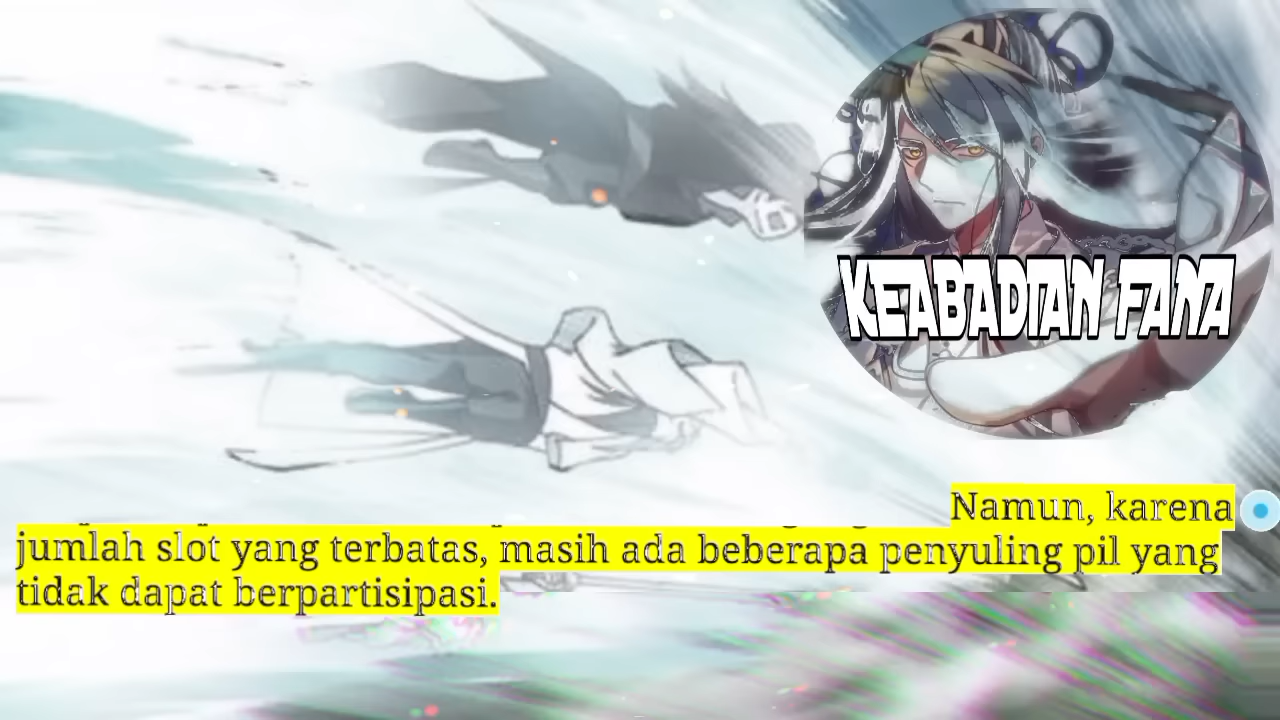 KEABADIAN FANA
Namun, karena
jumlah slot yang terbatas, masih ada beberapa penyuling pil yang
tidak dapat berpartisipasi.